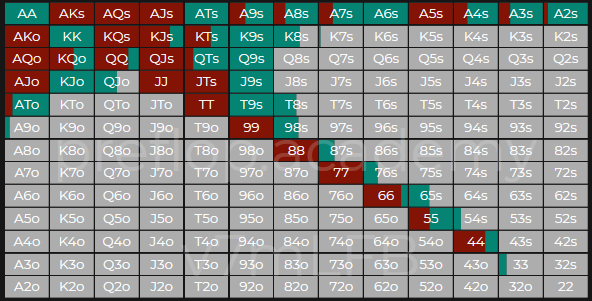 AA AKs AQs AJs ATs A9s A8s A7s A6s A5s A4s A3s A2s
AKo KK KQs KJs KTs K9s K8s K7s K6s K5s K4s K3s K2s
AQo KQo QQ QJs QTs Q9s Q8s Q7s Q6s Q5s Q4s Q3s Q2s
AJo KJo QJo JJ JTs J9s J8s J7s J6s J5s J4s J3s J2s
ATo KTo QTo JTo TT T9s T8s T7s T6s T5s T4s T3s T2s
A9o K9o Q9o J9o T9o 99 98s 97s 96s 95s 94s 93s 92s
A8o K8o Q8o J8o T8o 98o 88 87s 86s 85s 84s 83s 82s
A7o K7o Q7o J7o T7o 97o 87o 77 76s 75s 74s 73s 72s
A6o K6o Q6o J6o T6o 96o 86o 76o 66 65s 64s 63s 62s
A5o K5o Q5o J5o T5o 95o 85o 75o 65o 55 54s 53s 52s
A4o K4o Q4o J4o T4o 94o 84o 74o 64o 54o 44 43s 42s
A3o K3o Q3o J3o T3o 93o 83o 73o 63o 53o 43o 33 32s
A2o K2o Q2o J2o T2o 92o 82o 72o 62o 52o 42o 32o 22